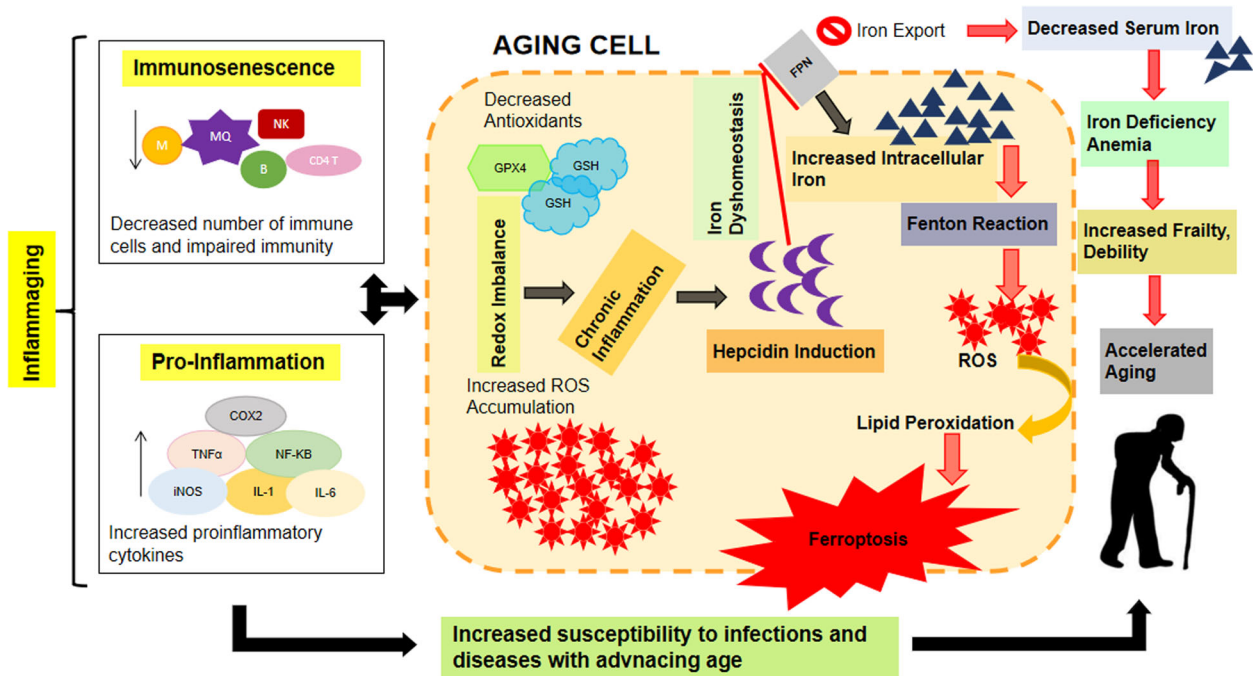 Inflammaging
Immunosenescence
M
MQ
NK
B
CD4 T
Decreased number of immune
cells and impaired immunity
Pro-Inflammation
COX2
TNFα
NF-KB
iNOS
IL-1
IL-6
Increased proinflammatory
cytokines
AGING CELL
Decreased
Antioxidants
GPX4
GSH
GSH
Redox Imbalance
Increased ROS
Accumulation
Chronic
Inflammation
Iron
Dyshomeostasis
Hepcidin Induction
FPN
Iron Export
Increased Intracellular
Iron
Fenton Reaction
ROS
Lipid Peroxidation
Ferroptosis
Decreased Serum Iron
Iron Deficiency
Anemia
Increased Frailty,
Debility
Accelerated
Aging
Increased susceptibility to infections and
diseases with advnacing age